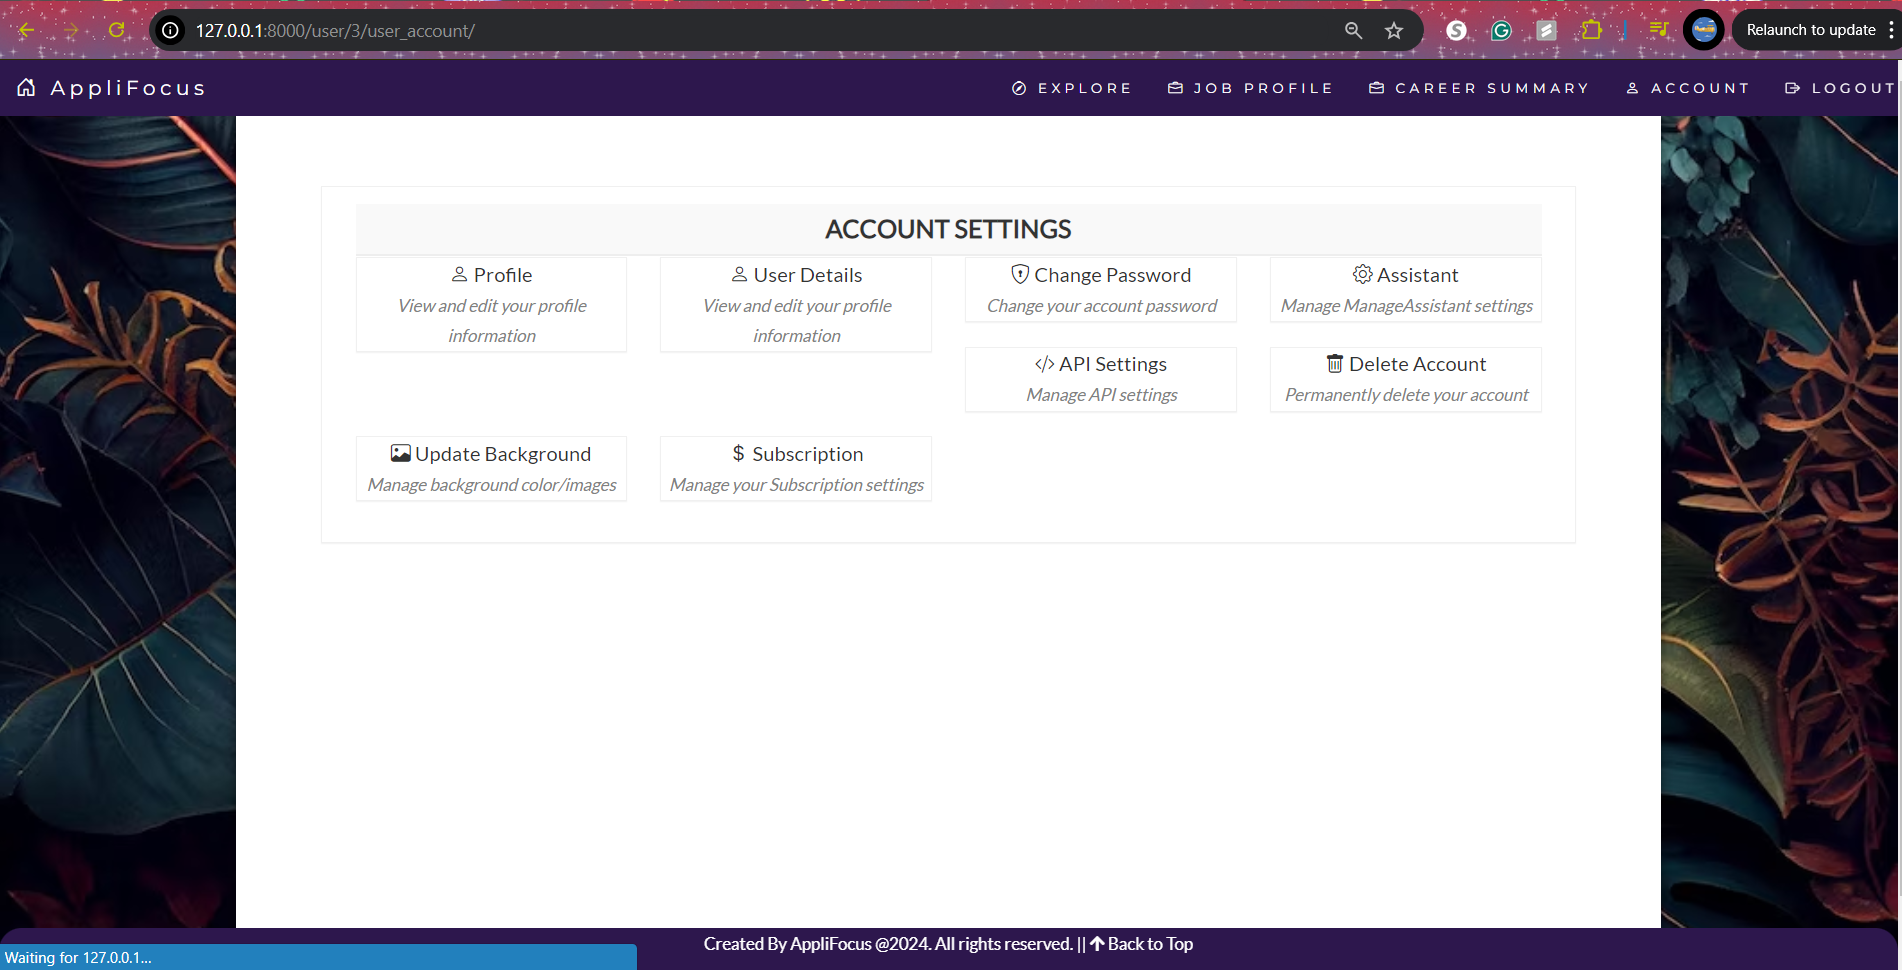 127.0.0.1:8000/user/3/user_account/
Relaunch to update
AppliFocus
EXPLORE
JOB PROFILE
CAREER SUMMARY
ACCOUNT
LOGOUT
ACCOUNT SETTINGS
Profile
View and edit your profile
information
User Details
View and edit your profile
information
Change Password
Change your account password
Assistant
Manage ManageAssistant settings
API Settings
Manage API settings
Delete Account
Permanently delete your account
Update Background
Manage background color/images
$ Subscription
Manage your Subscription settings
Created By AppliFocus @2024. All rights reserved. || Back to Top
Waiting for 127.0.0.1...